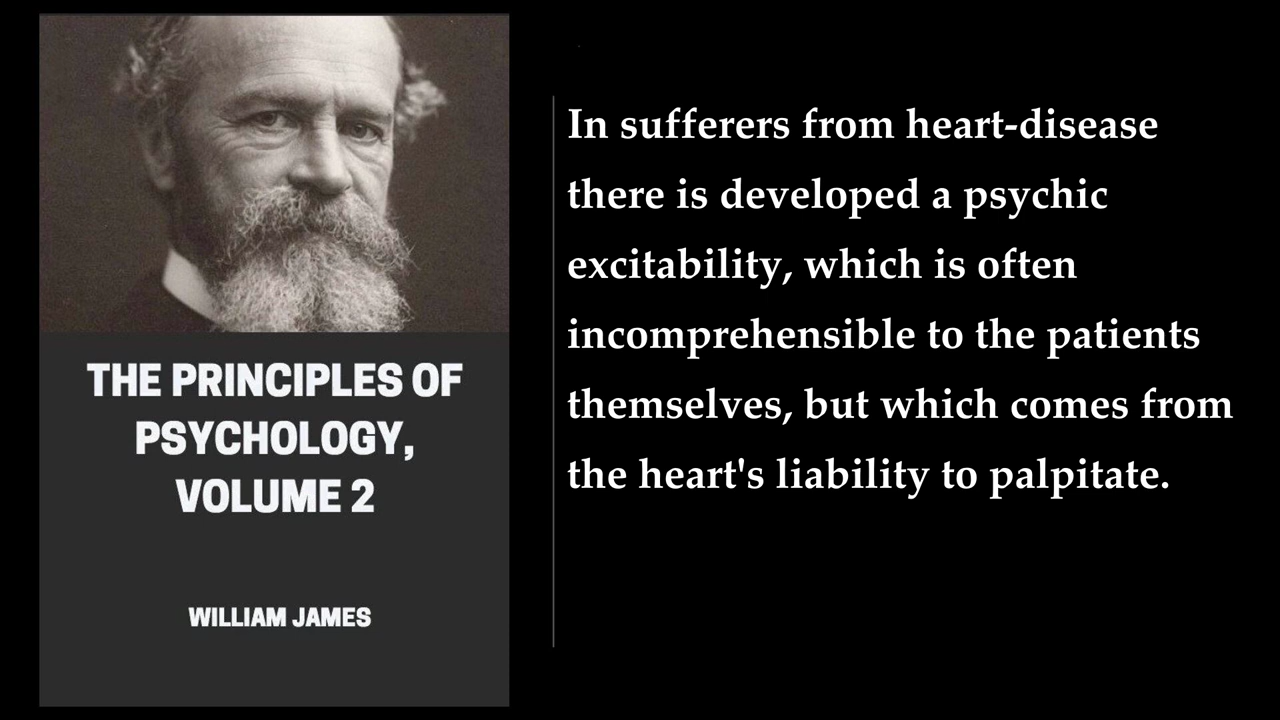 THE PRINCIPLES OF
PSYCHOLOGY,
VOLUME 2
WILLIAM JAMES
In sufferers from heart-disease
there is developed a psychic
excitability, which is often
incomprehensible to the patients
themselves, but which comes from
the heart's liability to palpitate.